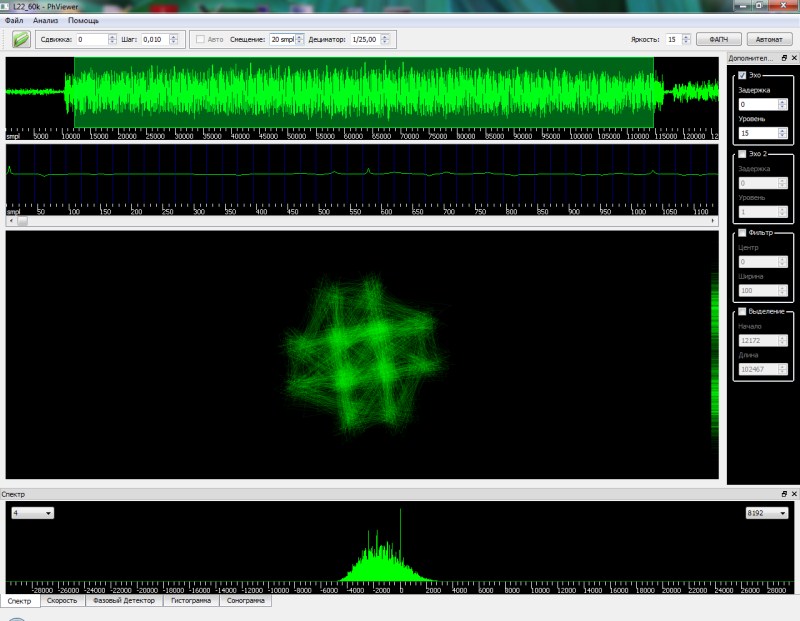 L22_60k - PhViewer
Файл Анализ Помощь
Сдвижка: 0 Шаг: 0,010 Авто Смещение: 20 smpl Дециматор: 1/25,00 Яркость: 15 ФАПЧ Автомат
Дополнител...
Эхо
Задержка
0
Уровень
15
smpl 5000 10000 15000 20000 25000 30000 35000 40000 45000 50000 55000 60000 65000 70000 75000 80000 85000 90000 95000 100000 105000 110000 115000 120000 12
Эхо 2
Задержка
0
Уровень
1
smpl 50 100 150 200 250 300 350 400 450 500 550 600 650 700 750 800 850 900 950 1000 1050 1100
Фильтр
Центр
0
Ширина
100
Выделение
Начало
12172
Длина
102467
Спектр
4 8192
-28000 -26000 -24000 -22000 -20000 -18000 -16000 -14000 -12000 -10000 -8000 -6000 -4000 -2000 0 2000 4000 6000 8000 10000 12000 14000 16000 18000 20000 22000 24000 26000 28000
Спектр Скорость Фазовый Детектор Гистограмма Сонограмма